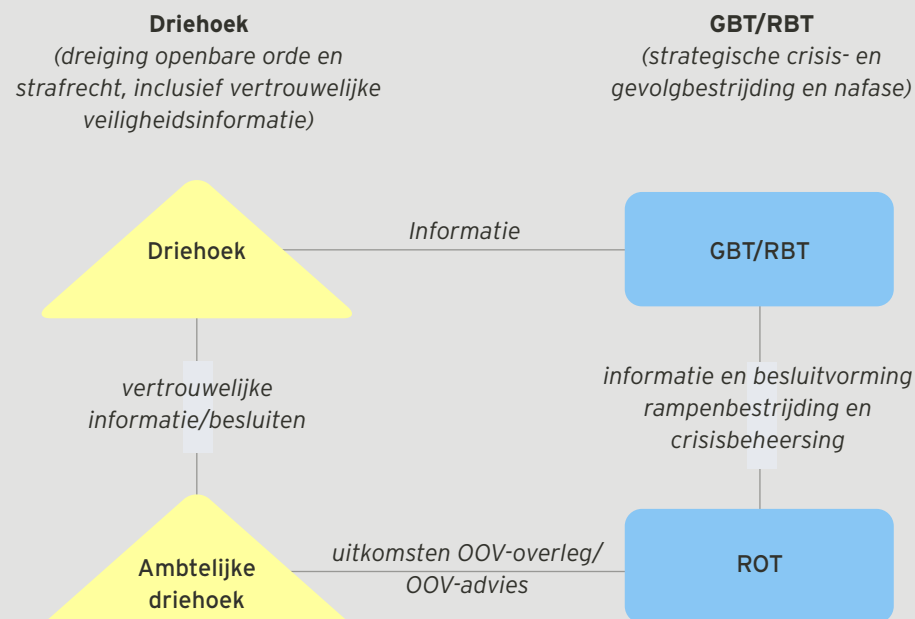 Driehoek
(dreiging openbare orde en
strafrecht, inclusief vertrouwelijke
veiligheidsinformatie)
GBT/RBT
(strategische crisis- en
gevolgbestrijding en nafase)
Driehoek
Informatie
GBT/RBT
vertrouwelijke
informatie/besluiten
informatie en besluitvorming
rampenbestrijding en
crisisbeheersing
Ambtelijke
driehoek
uitkomsten OOV-overleg/
OOV-advies
ROT